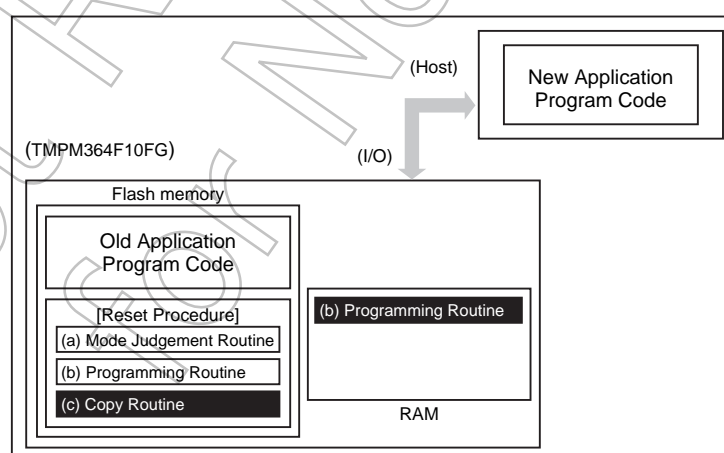 (Host)
New Application
Program Code
(TMPM364F10FG)
(I/O)
Flash memory
Old Application
Program Code
[Reset Procedure]
(a) Mode Judgement Routine
(b) Programming Routine
(c) Copy Routine
(b) Programming Routine
RAM